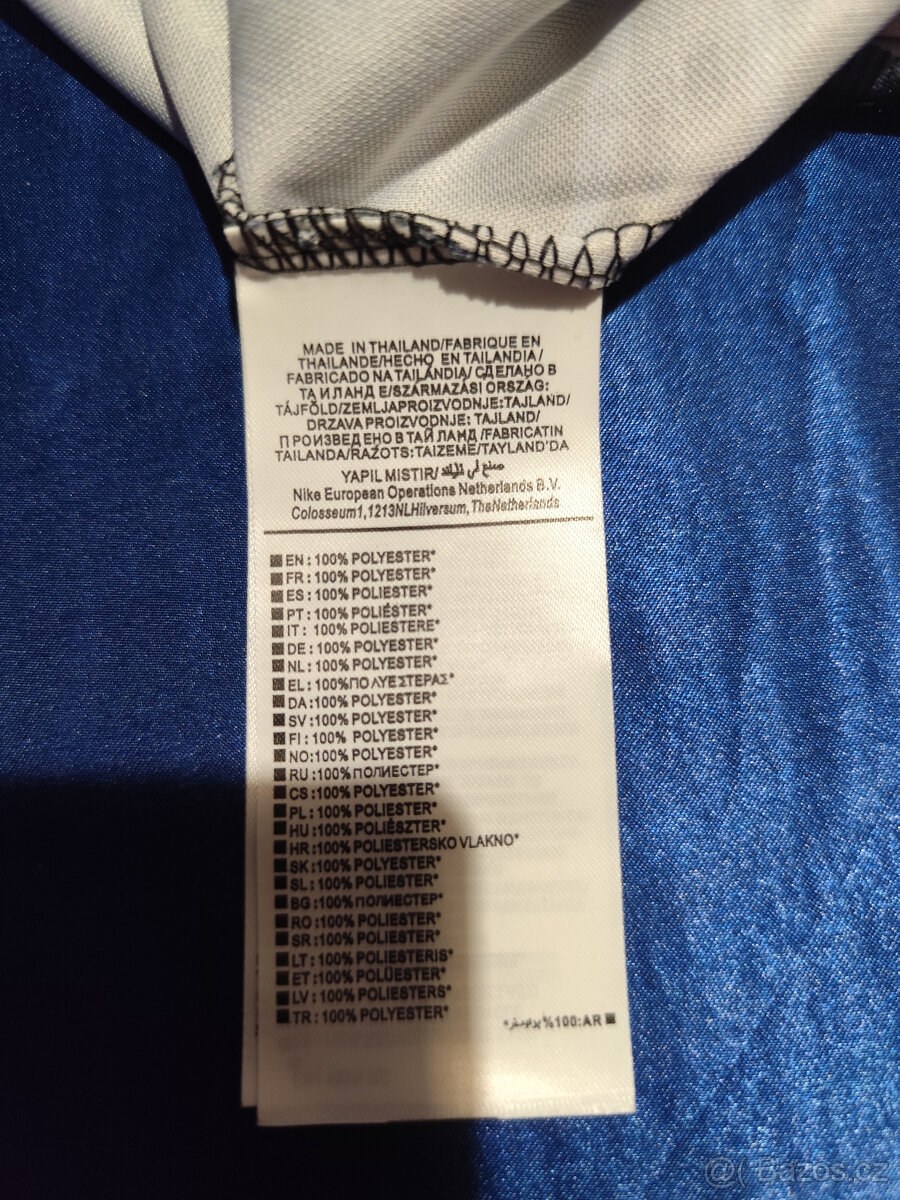 MADE IN THAILAND/FABRIQUE EN
THAILANDE/HECHO EN TAILANDIA/
FABRICADO NA TAILÂNDIA/ СДЕЛАНО В
ТА И ЛАНД Е/SZÁRMAZÁSI ORSZÁG:
TÁJFÖLD/ZEMLJAPROIZVODNJE:TAJLAND/
DRZAVA PROIZVODNJE: TAJLAND/
П РОИЗВЕД ЕНО В ТАЙ ЛАНД /FABRICATIN
TAILANDA/RAŽOTS:TAIZEME/TAYLAND'DA
YAPIL MISTIR/
Nike European Operations Netherlands B.V.
Colosseum1,1213NLHilversum,TheNetherlands
EN : 100% POLYESTER*
FR : 100% POLYESTER*
ES : 100% POLIESTER*
PT : 100% POLIÉSTER*
IT : 100% POLIESTERE*
DE : 100% POLYESTER*
NL : 100% POLYESTER*
EL : 100%ΠΟΛΥΕΣΤΕΡΑΣ*
DA : 100% POLYESTER*
SV : 100% POLYESTER*
FI : 100% POLYESTER*
NO:100% POLYESTER*
RU : 100% ПОЛИЕСТЕР*
CS : 100% POLYESTER*
PL : 100% POLIESTER*
HU : 100% POLIÉSZTER*
HR :100% POLIESTERSKO VLAKNO*
SK :100% POLYESTER*
SL : 100% POLIESTER*
BG :100% ПОЛИЕСТЕР*
RO :100% POLIESTER*
SR :100% POLIESTER*
LT : 100% POLIESTERIS*
ET : 100% POLÜESTER*
LV : 100% POLIESTERS*
TR : 100% POLYESTER*
%100:AR
@ Bazos.cz